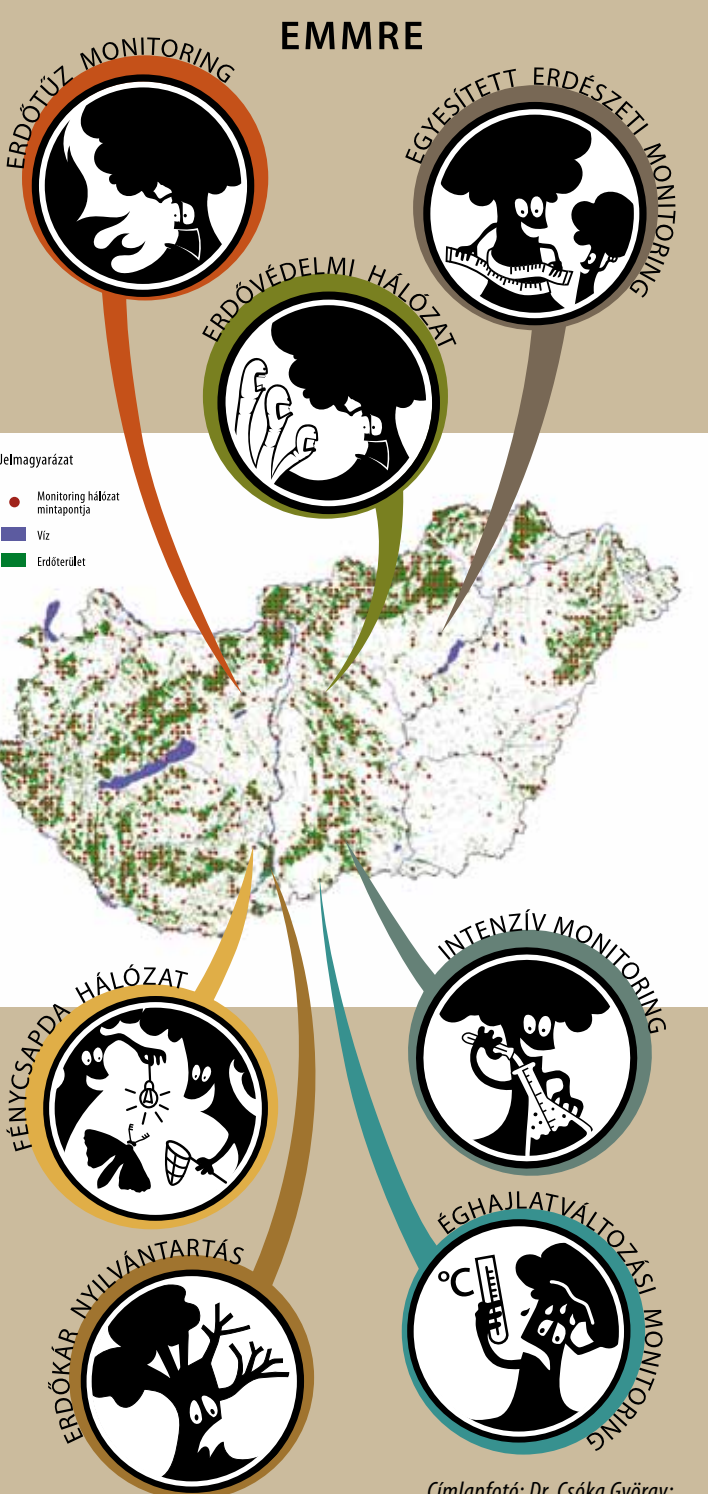 EMMRE
ERDŐTŰZ MONITORING
EGYESÍTETT ERDÉSZETI MONITORING
ERDŐVÉDELMI HÁLÓZAT
Jelmagyarázat
Monitoring hálózat
mintapontja
Víz
Erdőterület
INTENZÍV MONITORING
FÉNYCSAPDA HÁLÓZAT
ÉGHAJLATVÁLTOZÁSI MONITORING
°C
ERDŐKÁR NYILVÁNTARTÁS
Címlapfotó: Dr. Csóka György;